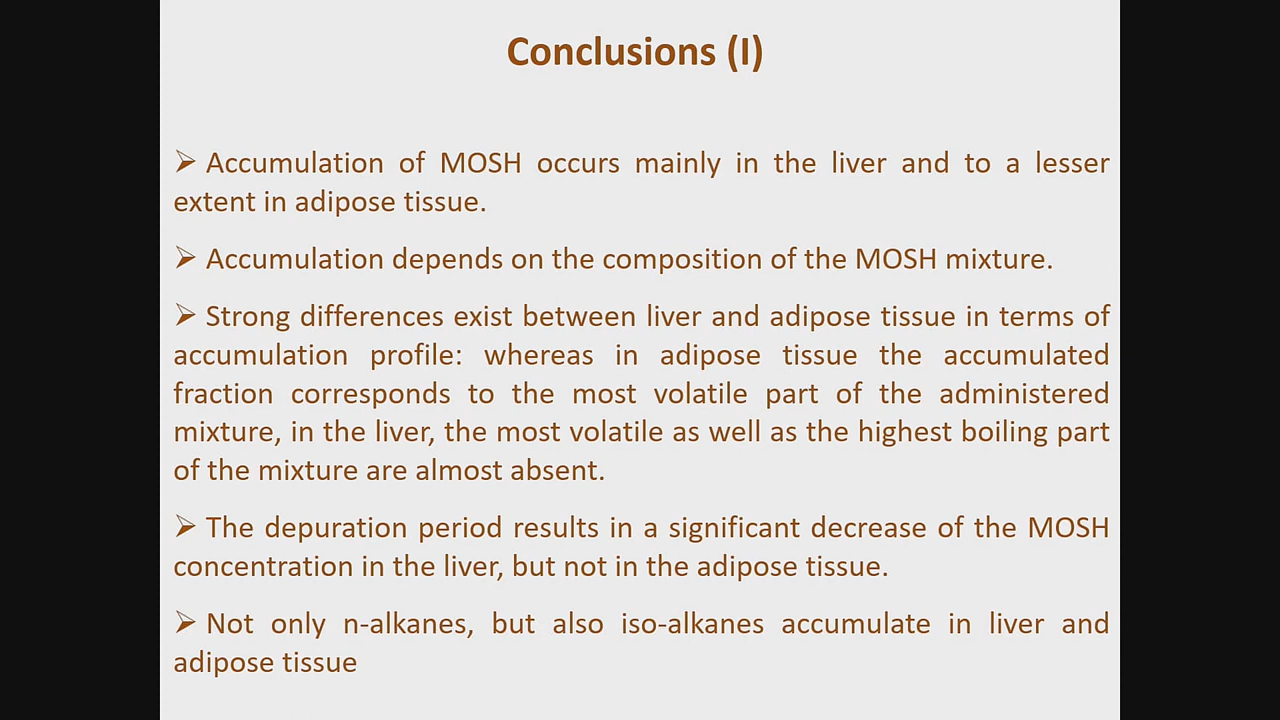 Conclusions (I)
➢ Accumulation of MOSH occurs mainly in the liver and to a lesser
extent in adipose tissue.
➢ Accumulation depends on the composition of the MOSH mixture.
➢ Strong differences exist between liver and adipose tissue in terms of
accumulation profile: whereas in adipose tissue the accumulated
fraction corresponds to the most volatile part of the administered
mixture, in the liver, the most volatile as well as the highest boiling part
of the mixture are almost absent.
➢ The depuration period results in a significant decrease of the MOSH
concentration in the liver, but not in the adipose tissue.
➢ Not only n-alkanes, but also iso-alkanes accumulate in liver and
adipose tissue